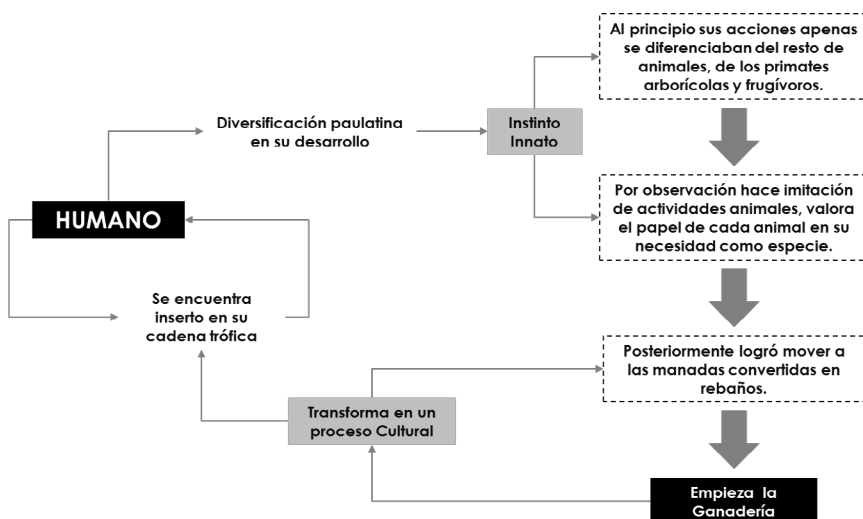 Al principio sus acciones apenas
se diferenciaban del resto de
animales, de los primates
arborícolas y frugívoros.
Diversificación paulatina
en su desarrollo
Instinto
Innato
Por observación hace imitación
de actividades animales, valora
el papel de cada animal en su
necesidad como especie.
HUMANO
Se encuentra
inserto en su
cadena trófica
Posteriormente logró mover a
las manadas convertidas en
rebaños.
Transforma en un
proceso Cultural
Empieza la
Ganadería